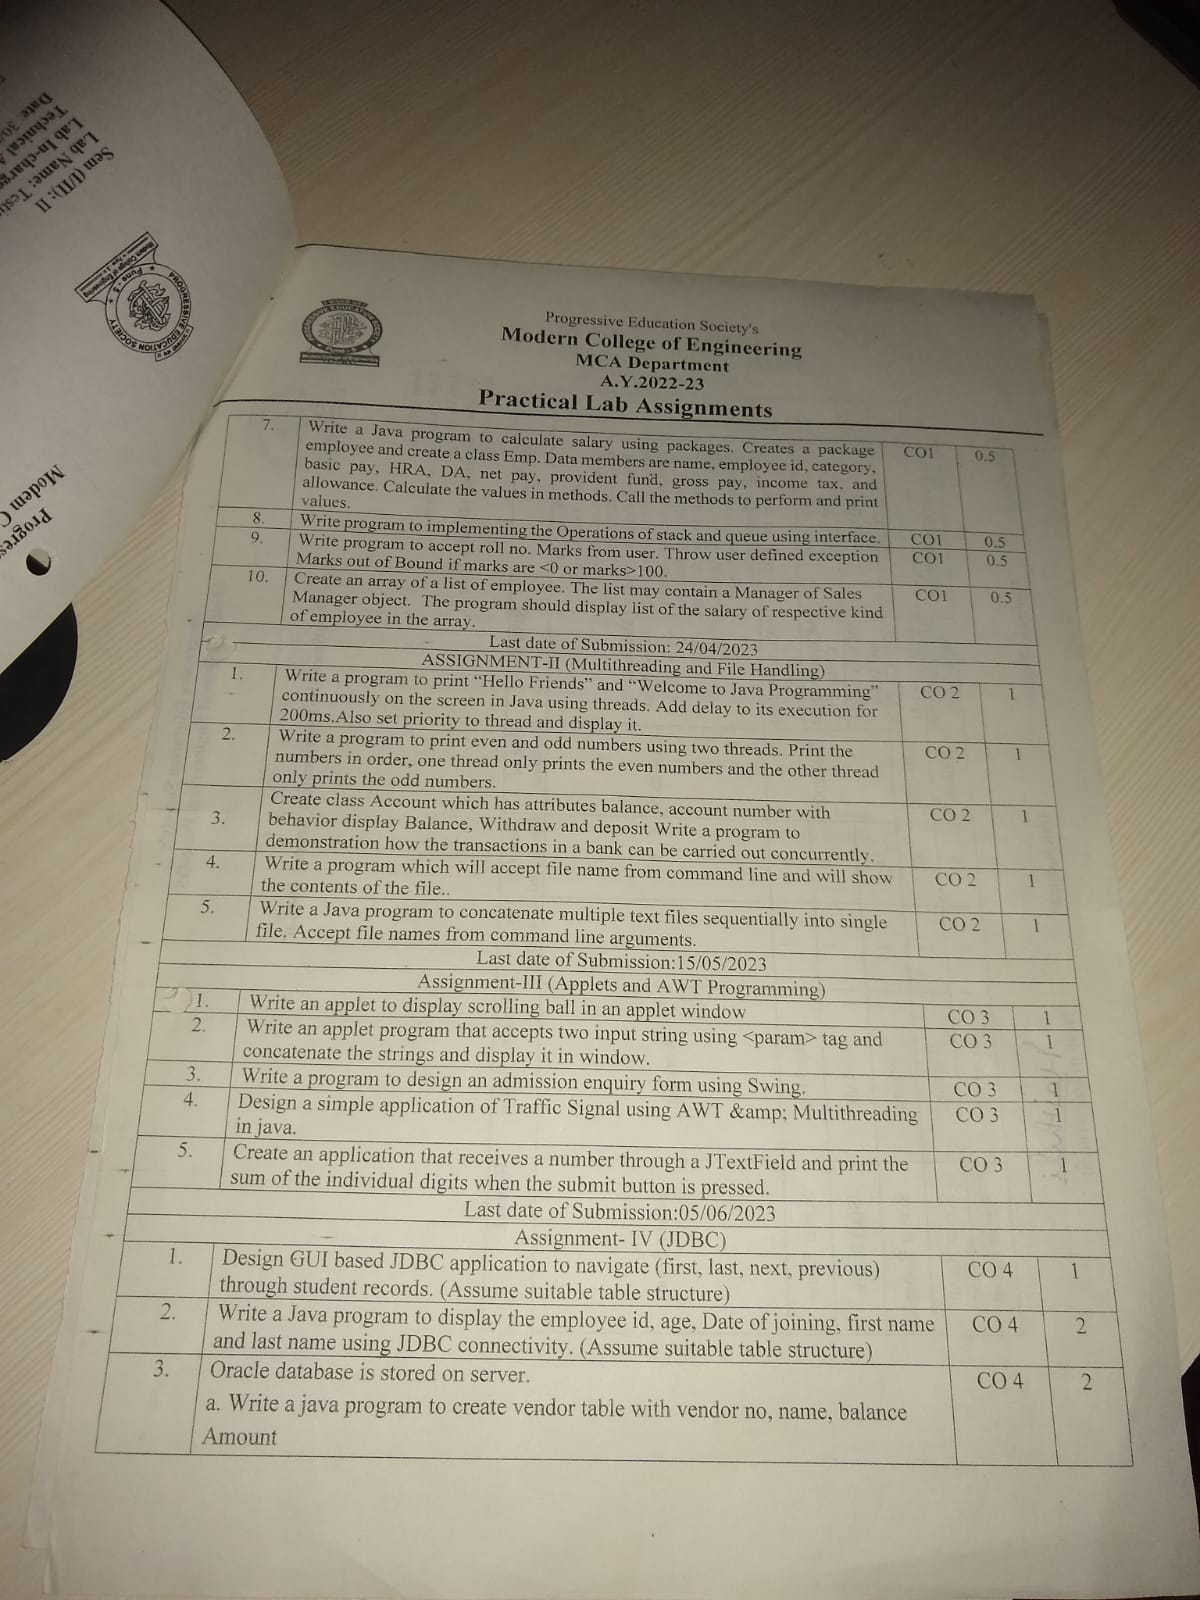 Sem (I/II): II
Lab Name: Test
Lab In-charge
Technical A
Date: 30/
PROGRESSIVE EDUCATION SOCIETY
Modern College of Engineering
Pune - 5
Modern C
Progress
Progressive Education Society's
Modern College of Engineering
MCA Department
A.Y.2022-23
Practical Lab Assignments
7. Write a Java program to calculate salary using packages. Creates a package CO1 0.5
employee and create a class Emp. Data members are name, employee id, category,
basic pay, HRA, DA, net pay, provident fund, gross pay, income tax, and
allowance. Calculate the values in methods. Call the methods to perform and print
values.
8. Write program to implementing the Operations of stack and queue using interface. CO1 0.5
9. Write program to accept roll no. Marks from user. Throw user defined exception CO1 0.5
Marks out of Bound if marks are <0 or marks>100.
10. Create an array of a list of employee. The list may contain a Manager of Sales CO1 0.5
Manager object. The program should display list of the salary of respective kind
of employee in the array.
Last date of Submission: 24/04/2023
ASSIGNMENT-II (Multithreading and File Handling)
1. Write a program to print “Hello Friends” and “Welcome to Java Programming” CO 2 1
continuously on the screen in Java using threads. Add delay to its execution for
200ms.Also set priority to thread and display it.
2. Write a program to print even and odd numbers using two threads. Print the CO 2 1
numbers in order, one thread only prints the even numbers and the other thread
only prints the odd numbers.
3. Create class Account which has attributes balance, account number with CO 2 1
behavior display Balance, Withdraw and deposit Write a program to
demonstration how the transactions in a bank can be carried out concurrently.
4. Write a program which will accept file name from command line and will show CO 2 1
the contents of the file..
5. Write a Java program to concatenate multiple text files sequentially into single CO 2 1
file. Accept file names from command line arguments.
Last date of Submission:15/05/2023
Assignment-III (Applets and AWT Programming)
1. Write an applet to display scrolling ball in an applet window CO 3 1
2. Write an applet program that accepts two input string using <param> tag and CO 3 1
concatenate the strings and display it in window.
3. Write a program to design an admission enquiry form using Swing. CO 3 1
4. Design a simple application of Traffic Signal using AWT &amp; Multithreading CO 3 1
in java.
5. Create an application that receives a number through a JTextField and print the CO 3 1
sum of the individual digits when the submit button is pressed.
Last date of Submission:05/06/2023
Assignment- IV (JDBC)
1. Design GUI based JDBC application to navigate (first, last, next, previous) CO 4 1
through student records. (Assume suitable table structure)
2. Write a Java program to display the employee id, age, Date of joining, first name CO 4 2
and last name using JDBC connectivity. (Assume suitable table structure)
3. Oracle database is stored on server. CO 4 2
a. Write a java program to create vendor table with vendor no, name, balance
Amount